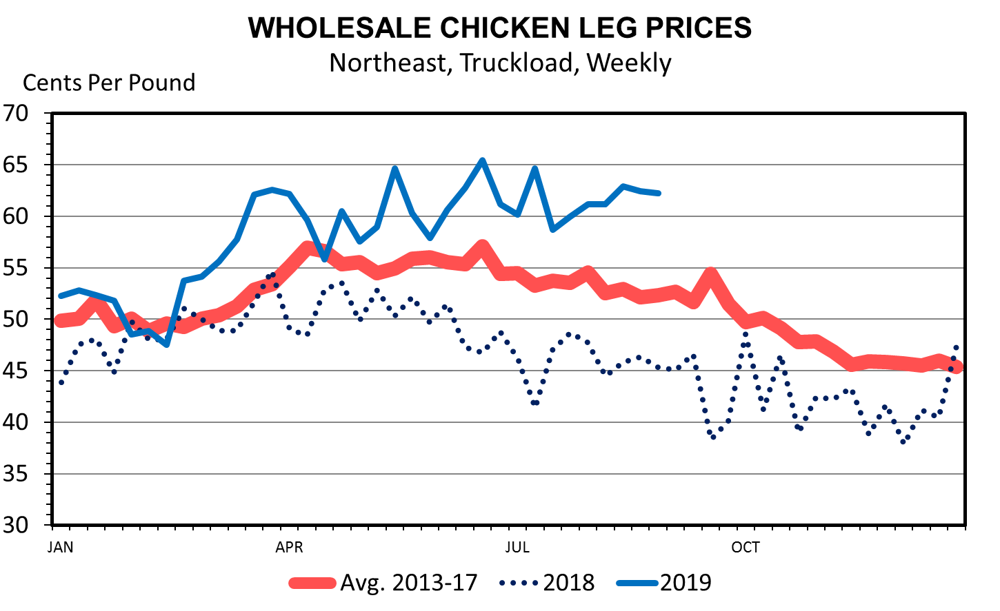 WHOLESALE CHICKEN LEG PRICES
Northeast, Truckload, Weekly
Cents Per Pound
70
65
60
55
50
45
40
35
30
JAN APR JUL OCT
Avg. 2013-17 2018 2019